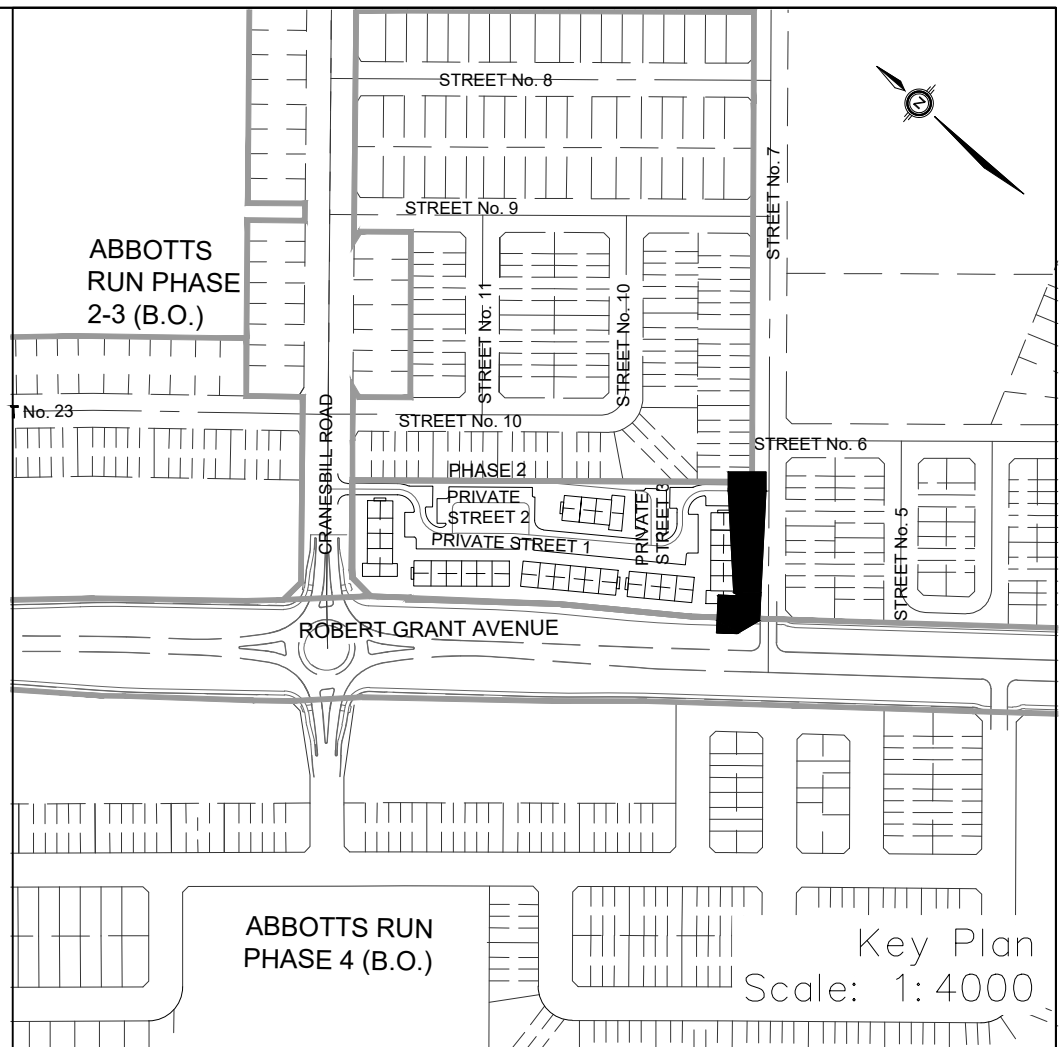 STREET No. 8
N
STREET No. 7
STREET No. 9
ABBOTTS
RUN PHASE
2-3 (B.O.)
STREET No. 11
STREET No. 10
CRANESBILL ROAD
T No. 23
STREET No. 10
STREET No. 6
PHASE 2
PRIVATE
STREET 2
PRIVATE
STREET 3
PRIVATE STREET 1
STREET No. 5
ROBERT GRANT AVENUE
ABBOTTS RUN
PHASE 4 (B.O.)
Key Plan
Scale: 1:4000